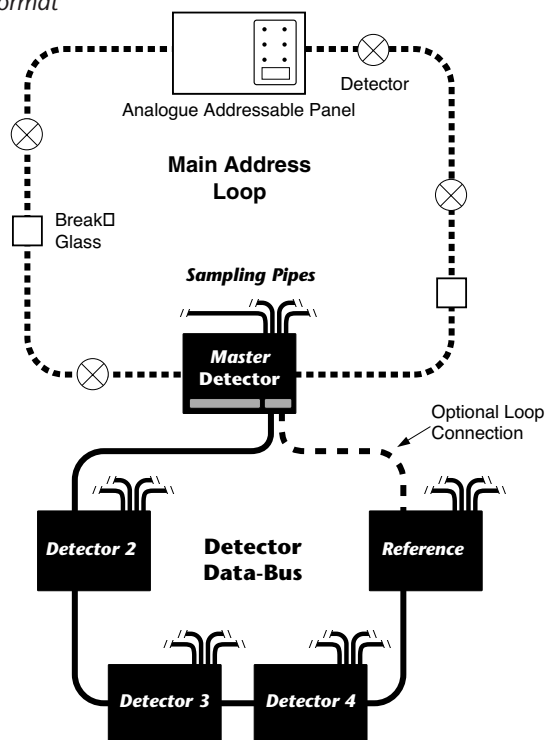 ormat
Detector
Analogue Addressable Panel
Main Address
Loop
Break□
Glass
Sampling Pipes
Master
Detector
Optional Loop
Connection
Detector 2
Detector
Data-Bus
Reference
Detector 3
Detector 4